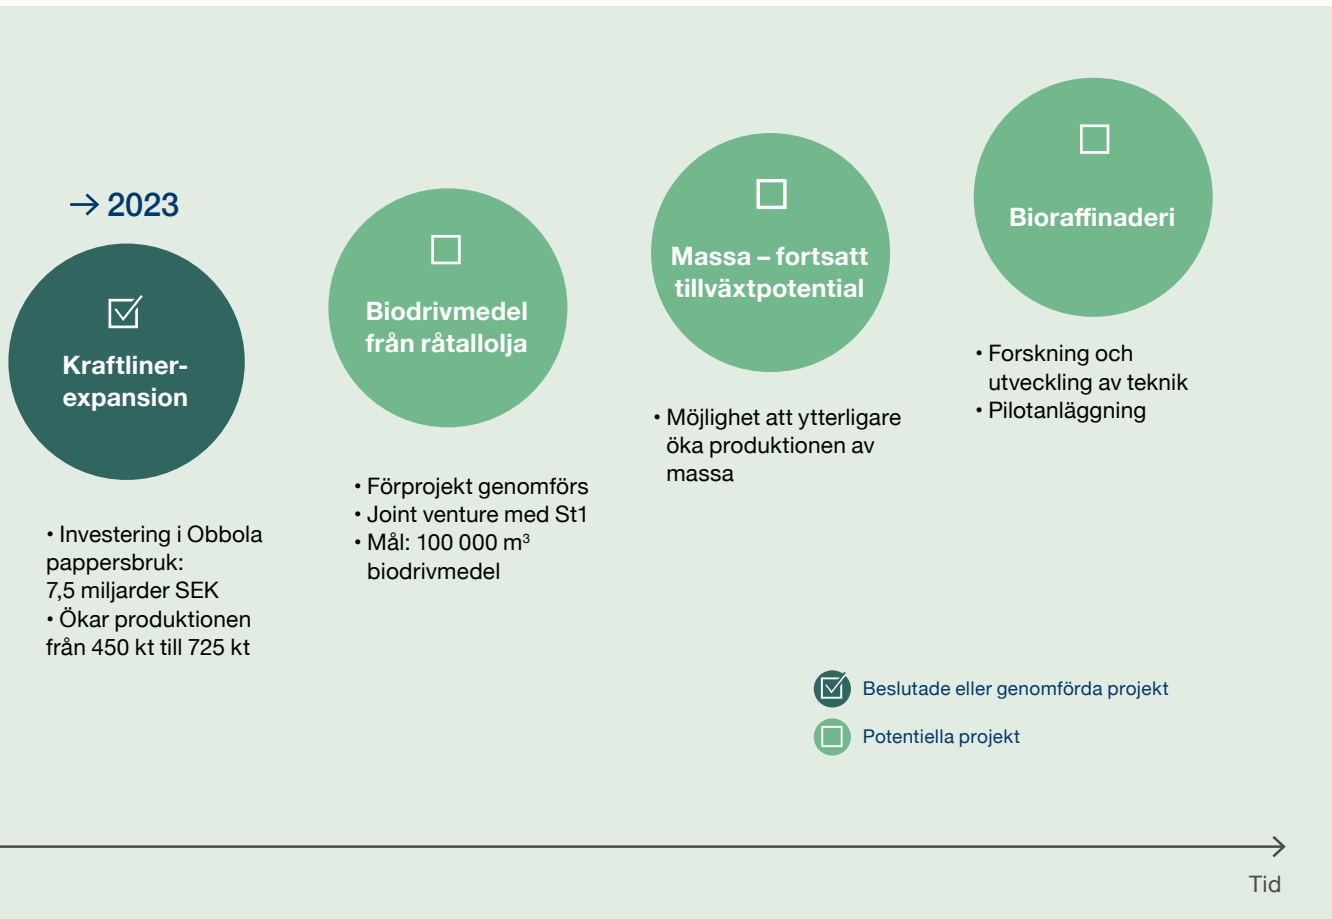 → 2023
Kraftliner-
expansion
• Investering i Obbola
pappersbruk:
7,5 miljarder SEK
• Ökar produktionen
från 450 kt till 725 kt
Biodrivmedel
från råtallolja
• Förprojekt genomförs
• Joint venture med St1
• Mål: 100 000 m³
biodrivmedel
Massa – fortsatt
tillväxtpotential
• Möjlighet att ytterligare
öka produktionen av
massa
Bioraffinaderi
• Forskning och
utveckling av teknik
• Pilotanläggning
Beslutade eller genomförda projekt
Potentiella projekt
Tid